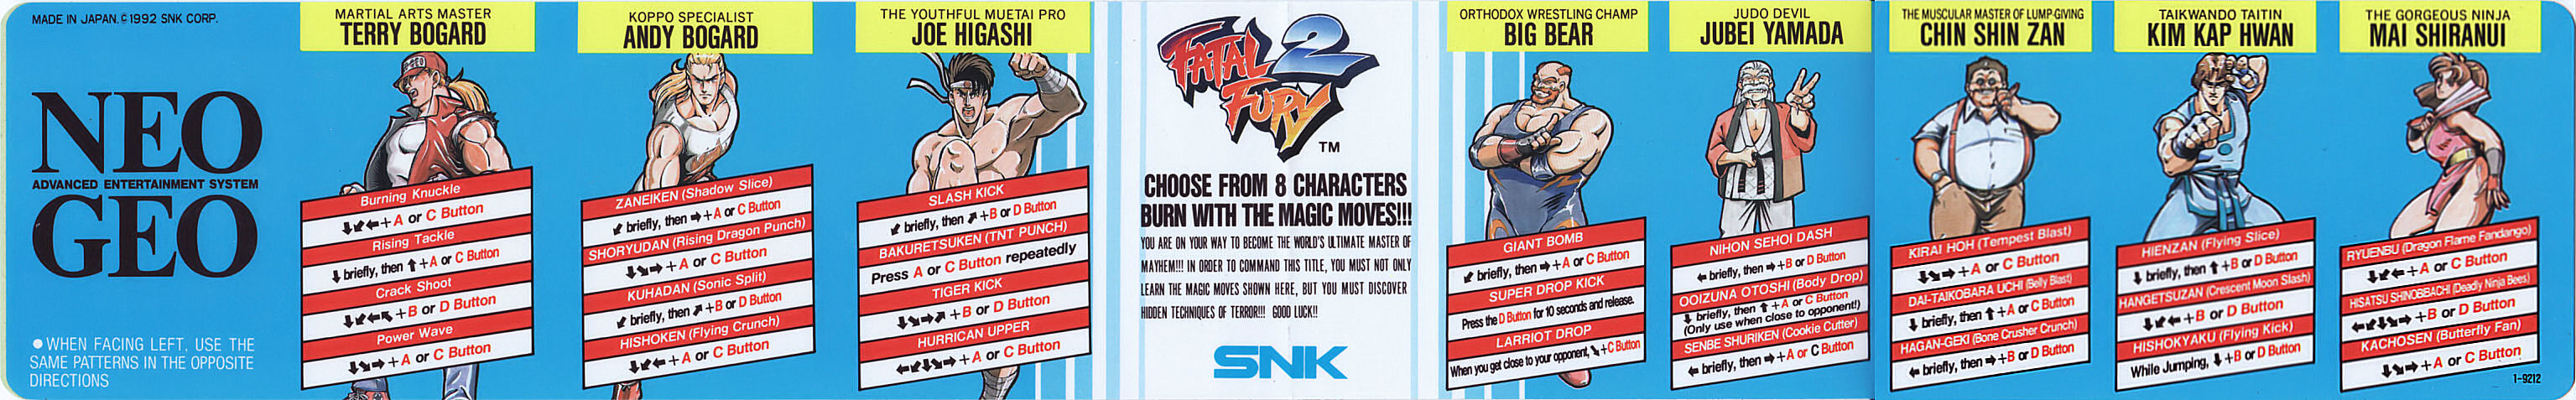 MADE IN JAPAN. ©1992 SNK CORP.
NEO
ADVANCED ENTERTAINMENT SYSTEM
GEO
●WHEN FACING LEFT, USE THE
SAME PATTERNS IN THE OPPOSITE
DIRECTIONS
MARTIAL ARTS MASTER
TERRY BOGARD
Burning Knuckle
↓↙←+A or C Button
Rising Tackle
↓ briefly, then ↑+A or C Button
Crack Shoot
↓↙←↖+B or D Button
Power Wave
↓↘→+A or C Button
KOPPO SPECIALIST
ANDY BOGARD
ZANEIKEN (Shadow Slice)
↙ briefly, then →+A or C Button
SHORYUDAN (Rising Dragon Punch)
↓↘→+A or C Button
KUHADAN (Sonic Split)
↙ briefly, then ↗+B or D Button
HISHOKEN (Flying Crunch)
↓↙←+A or C Button
THE YOUTHFUL MUETAI PRO
JOE HIGASHI
SLASH KICK
↙ briefly, then ↗+B or D Button
BAKURETSUKEN (TNT PUNCH)
Press A or C Button repeatedly
TIGER KICK
↓↘→↗+B or D Button
HURRICAN UPPER
←↙↓↘→+A or C Button
FATAL FURY 2
TM
CHOOSE FROM 8 CHARACTERS
BURN WITH THE MAGIC MOVES!!!
YOU ARE ON YOUR WAY TO BECOME THE WORLD'S ULTIMATE MASTER OF
MAYHEM!!! IN ORDER TO COMMAND THIS TITLE, YOU MUST NOT ONLY
LEARN THE MAGIC MOVES SHOWN HERE, BUT YOU MUST DISCOVER
HIDDEN TECHNIQUES OF TERROR!!! GOOD LUCK!!
SNK
ORTHODOX WRESTLING CHAMP
BIG BEAR
GIANT BOMB
↙ briefly, then →+A or C Button
SUPER DROP KICK
Press the D Button for 10 seconds and release.
LARRIOT DROP
When you get close to your opponent, ↘+C Button
JUDO DEVIL
JUBEI YAMADA
NIHON SEHOI DASH
← briefly, then →+B or D Button
OOIZUNA OTOSHI (Body Drop)
↓ briefly, then ↑+A or C Button
(Only use when close to opponent!)
SENBE SHURIKEN (Cookie Cutter)
← briefly, then →+A or C Button
THE MUSCULAR MASTER OF LUMP-GIVING
CHIN SHIN ZAN
KIRAI HOH (Tempest Blast)
↓↘→+A or C Button
DAI-TAIKOBARA UCHI (Belly Blast)
↓ briefly, then ↑+A or C Button
HAGAN-GEKI (Bone Crusher Crunch)
← briefly, then →+B or D Button
TAIKWANDO TAITIN
KIM KAP HWAN
HIENZAN (Flying Slice)
↓ briefly, then ↑+B or D Button
HANGETSUZAN (Crescent Moon Slash)
↓↙←+B or D Button
HISHOKYAKU (Flying Kick)
While Jumping, ↓+B or D Button
THE GORGEOUS NINJA
MAI SHIRANUI
RYUENBU (Dragon Flame Fandango)
↓↙←+A or C Button
HISATSU SHINOBIBACHI (Deadly Ninja Bees)
←↙↓↘→+B or D Button
KACHOSEN (Butterfly Fan)
↓↘→+A or C Button
1-9212